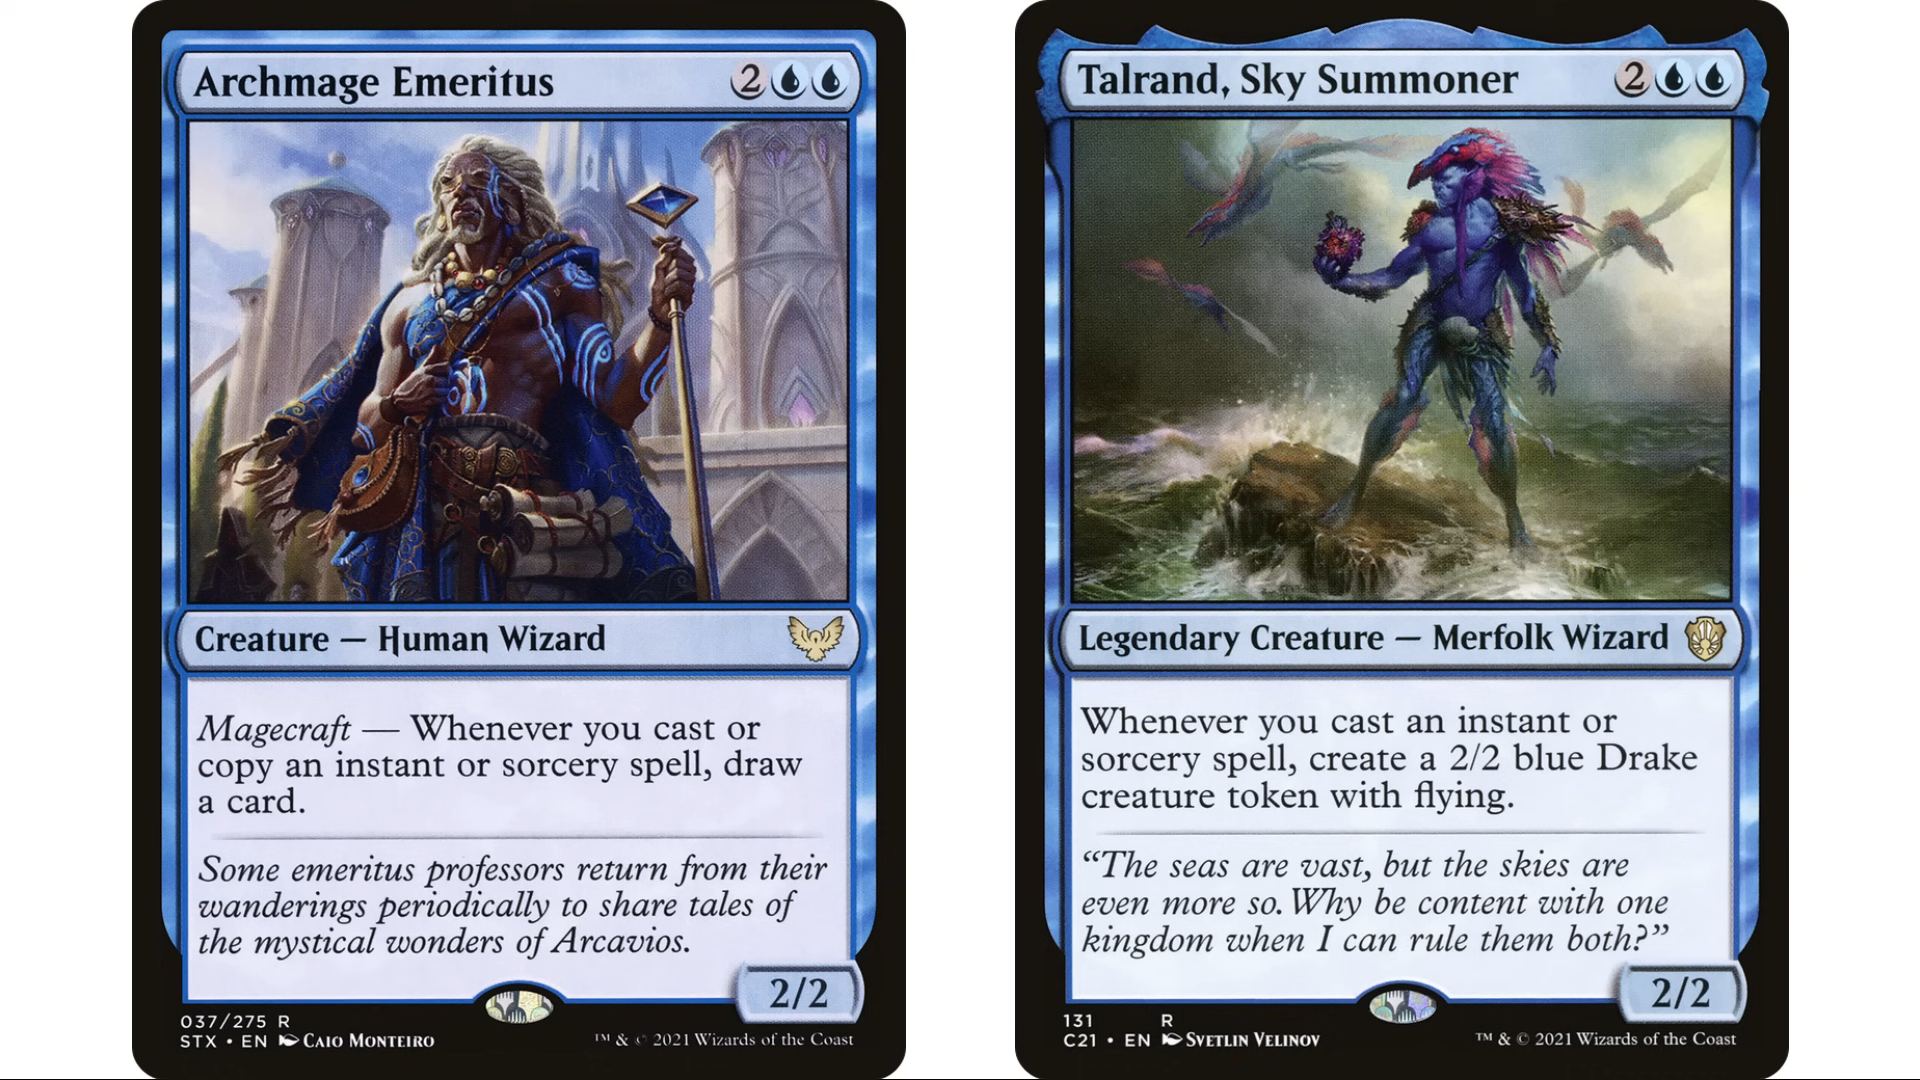 Archmage Emeritus 2
Creature — Human Wizard
Magecraft — Whenever you cast or
copy an instant or sorcery spell, draw
a card.
Some emeritus professors return from their
wanderings periodically to share tales of
the mystical wonders of Arcavios.
2/2
037/275 R
STX • EN Caio Monteiro
™ & © 2021 Wizards of the Coast
Talrand, Sky Summoner 2
Legendary Creature — Merfolk Wizard
Whenever you cast an instant or
sorcery spell, create a 2/2 blue Drake
creature token with flying.
“The seas are vast, but the skies are
even more so. Why be content with one
kingdom when I can rule them both?”
2/2
131 R
C21 • EN Svetlin Velinov
™ & © 2021 Wizards of the Coast